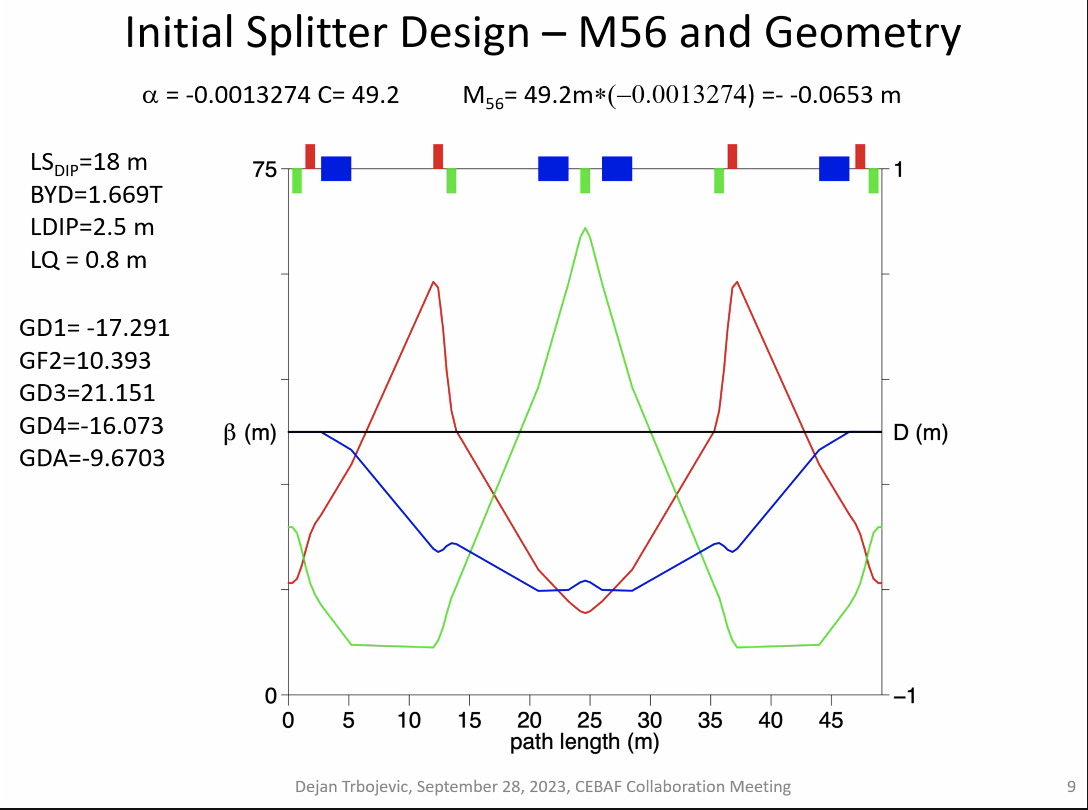 Initial Splitter Design – M56 and Geometry
α = -0.0013274 C= 49.2 M56= 49.2m*(−0.0013274) =- -0.0653 m
LSDIP=18 m
BYD=1.669T
LDIP=2.5 m
LQ = 0.8 m
GD1= -17.291
GF2=10.393
GD3=21.151
GD4=-16.073
GDA=-9.6703
75
1
β (m)
D (m)
0
−1
0 5 10 15 20 25 30 35 40 45
path length (m)
Dejan Trbojevic, September 28, 2023, CEBAF Collaboration Meeting
9